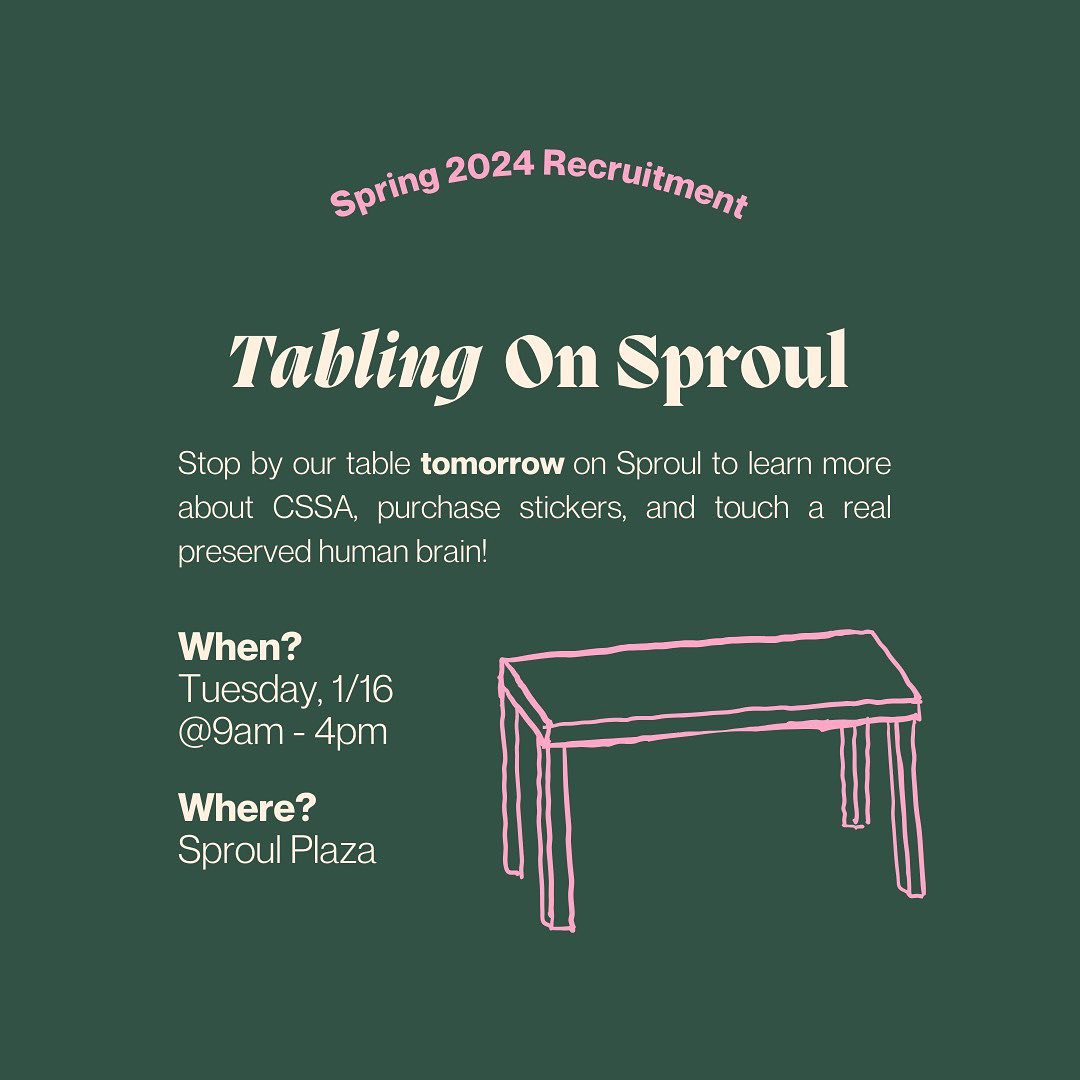 Spring 2024 Recruitment
Tabling On Sproul
Stop by our table tomorrow on Sproul to learn more
about CSSA, purchase stickers, and touch a real
preserved human brain!
When?
Tuesday, 1/16
@9am - 4pm
Where?
Sproul Plaza